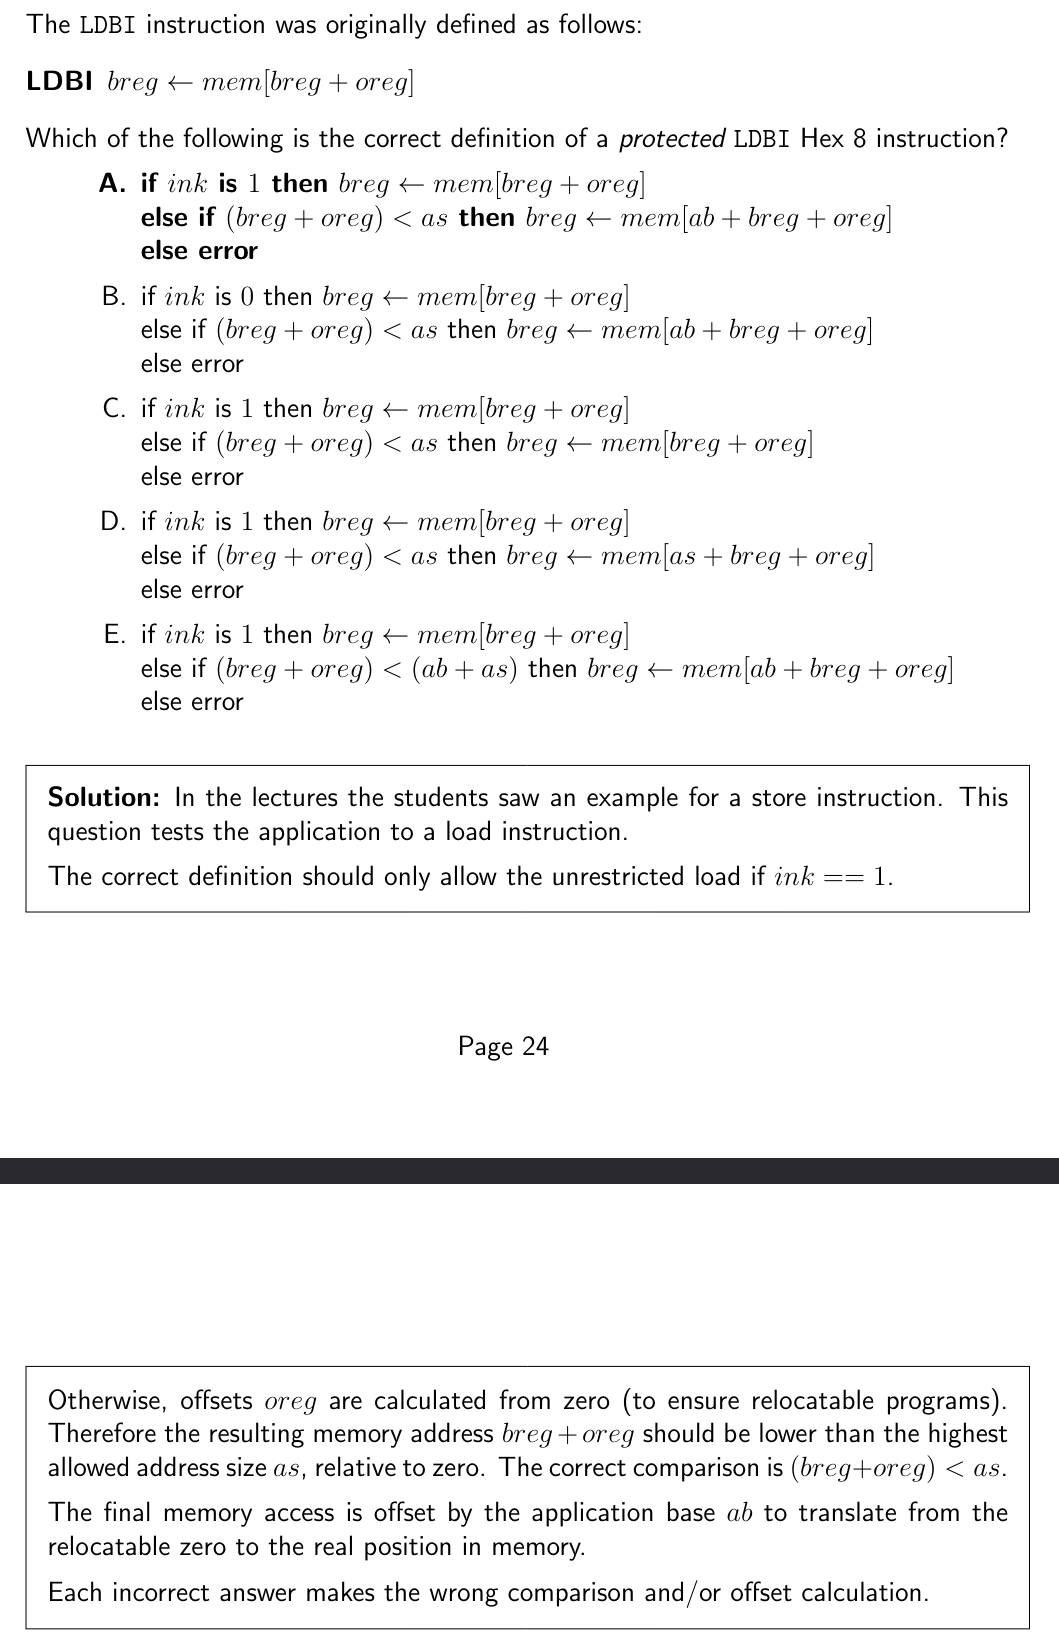 The LDBI instruction was originally defined as follows:
LDBI breg ← mem[breg + oreg]
Which of the following is the correct definition of a protected LDBI Hex 8 instruction?
A. if ink is 1 then breg ← mem[breg + oreg]
else if (breg + oreg) < as then breg ← mem[ab + breg + oreg]
else error
B. if ink is 0 then breg ← mem[breg + oreg]
else if (breg + oreg) < as then breg ← mem[ab + breg + oreg]
else error
C. if ink is 1 then breg ← mem[breg + oreg]
else if (breg + oreg) < as then breg ← mem[breg + oreg]
else error
D. if ink is 1 then breg ← mem[breg + oreg]
else if (breg + oreg) < as then breg ← mem[as + breg + oreg]
else error
E. if ink is 1 then breg ← mem[breg + oreg]
else if (breg + oreg) < (ab + as) then breg ← mem[ab + breg + oreg]
else error
Solution: In the lectures the students saw an example for a store instruction. This
question tests the application to a load instruction.
The correct definition should only allow the unrestricted load if ink == 1.
Page 24
Otherwise, offsets oreg are calculated from zero (to ensure relocatable programs).
Therefore the resulting memory address breg + oreg should be lower than the highest
allowed address size as, relative to zero. The correct comparison is (breg+oreg) < as.
The final memory access is offset by the application base ab to translate from the
relocatable zero to the real position in memory.
Each incorrect answer makes the wrong comparison and/or offset calculation.